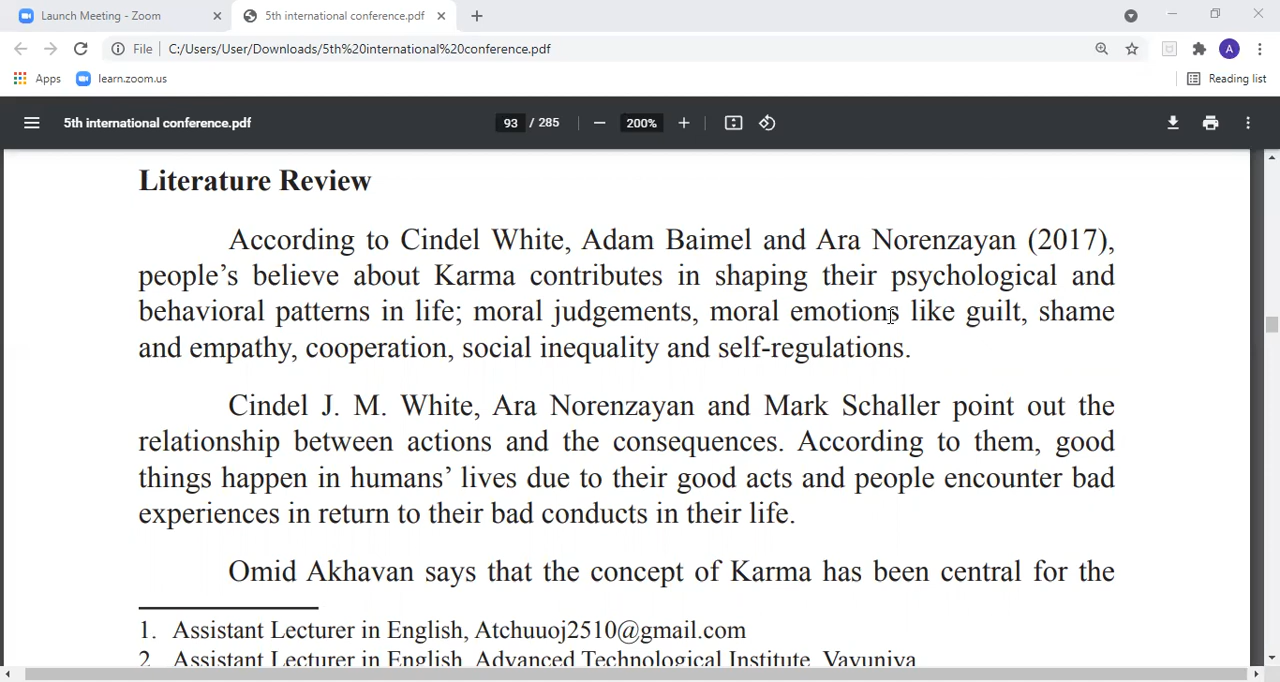 Launch Meeting - Zoom
5th international conference.pdf
File
C:/Users/User/Downloads/5th%20international%20conference.pdf
A
Apps
learn.zoom.us
Reading list
5th international conference.pdf
93 / 285
200%
Literature Review
According to Cindel White, Adam Baimel and Ara Norenzayan (2017),
people’s believe about Karma contributes in shaping their psychological and
behavioral patterns in life; moral judgements, moral emotions like guilt, shame
and empathy, cooperation, social inequality and self-regulations.
Cindel J. M. White, Ara Norenzayan and Mark Schaller point out the
relationship between actions and the consequences. According to them, good
things happen in humans’ lives due to their good acts and people encounter bad
experiences in return to their bad conducts in their life.
Omid Akhavan says that the concept of Karma has been central for the
1. Assistant Lecturer in English, Atchuuoj2510@gmail.com
2 Assistant Lecturer in English, Advanced Technological Institute, Vavuniya